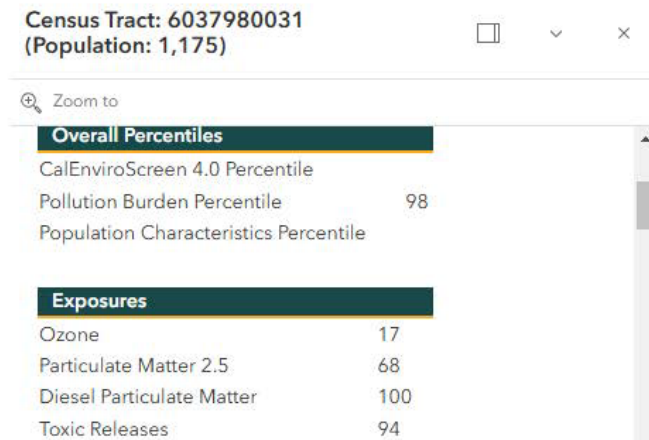 Census Tract: 6037980031
(Population: 1,175)
Zoom to
Overall Percentiles
CalEnviroScreen 4.0 Percentile
Pollution Burden Percentile 98
Population Characteristics Percentile
Exposures
Ozone 17
Particulate Matter 2.5 68
Diesel Particulate Matter 100
Toxic Releases 94